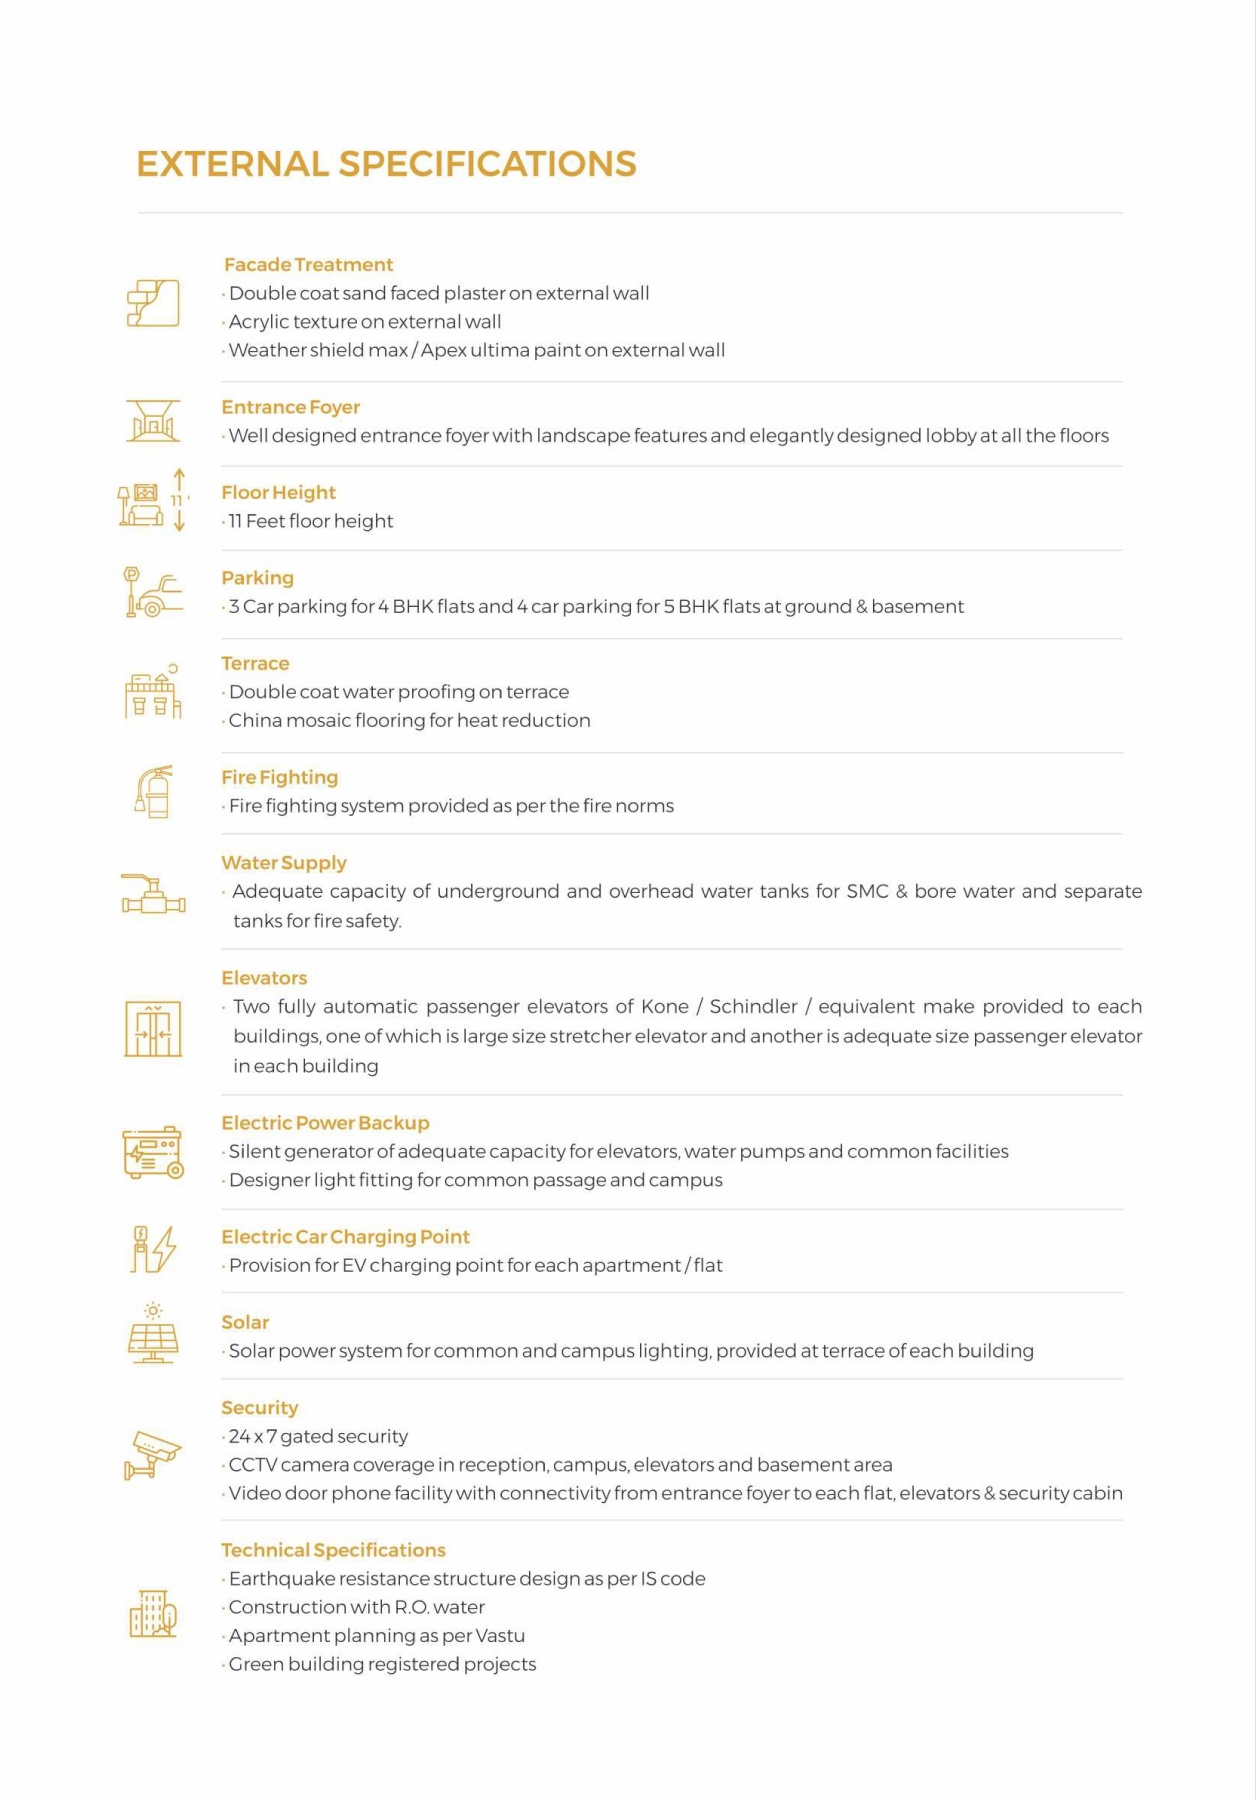 EXTERNAL SPECIFICATIONS
Facade Treatment
· Double coat sand faced plaster on external wall
· Acrylic texture on external wall
· Weather shield max / Apex ultima paint on external wall
Entrance Foyer
· Well designed entrance foyer with landscape features and elegantly designed lobby at all the floors
11 '
Floor Height
· 11 Feet floor height
P
Parking
· 3 Car parking for 4 BHK flats and 4 car parking for 5 BHK flats at ground & basement
Terrace
· Double coat water proofing on terrace
· China mosaic flooring for heat reduction
Fire Fighting
· Fire fighting system provided as per the fire norms
Water Supply
· Adequate capacity of underground and overhead water tanks for SMC & bore water and separate
tanks for fire safety.
Elevators
· Two fully automatic passenger elevators of Kone / Schindler / equivalent make provided to each
buildings, one of which is large size stretcher elevator and another is adequate size passenger elevator
in each building
Electric Power Backup
· Silent generator of adequate capacity for elevators, water pumps and common facilities
· Designer light fitting for common passage and campus
Electric Car Charging Point
· Provision for EV charging point for each apartment / flat
Solar
· Solar power system for common and campus lighting, provided at terrace of each building
Security
· 24 x 7 gated security
· CCTV camera coverage in reception, campus, elevators and basement area
· Video door phone facility with connectivity from entrance foyer to each flat, elevators & security cabin
Technical Specifications
· Earthquake resistance structure design as per IS code
· Construction with R.O. water
· Apartment planning as per Vastu
· Green building registered projects